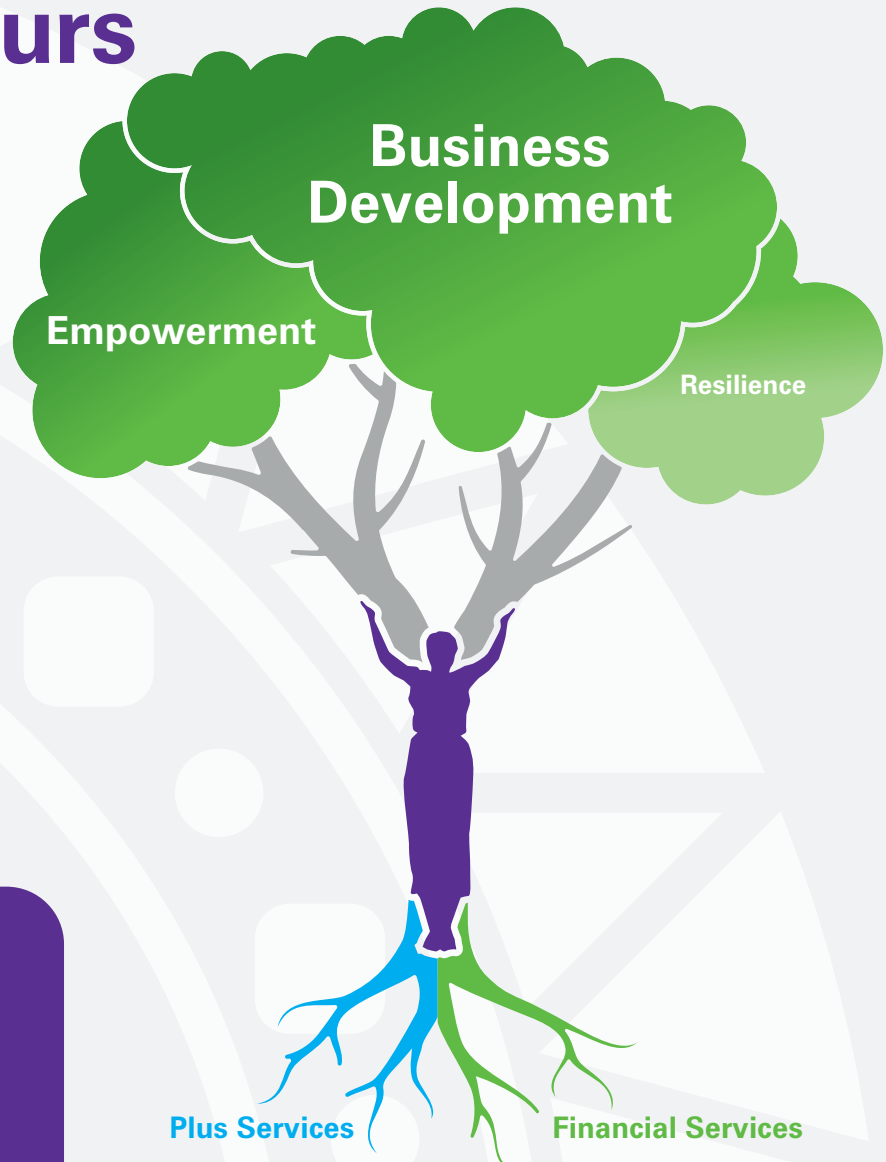 urs
Business
Development
Empowerment
Resilience
Plus Services
Financial Services